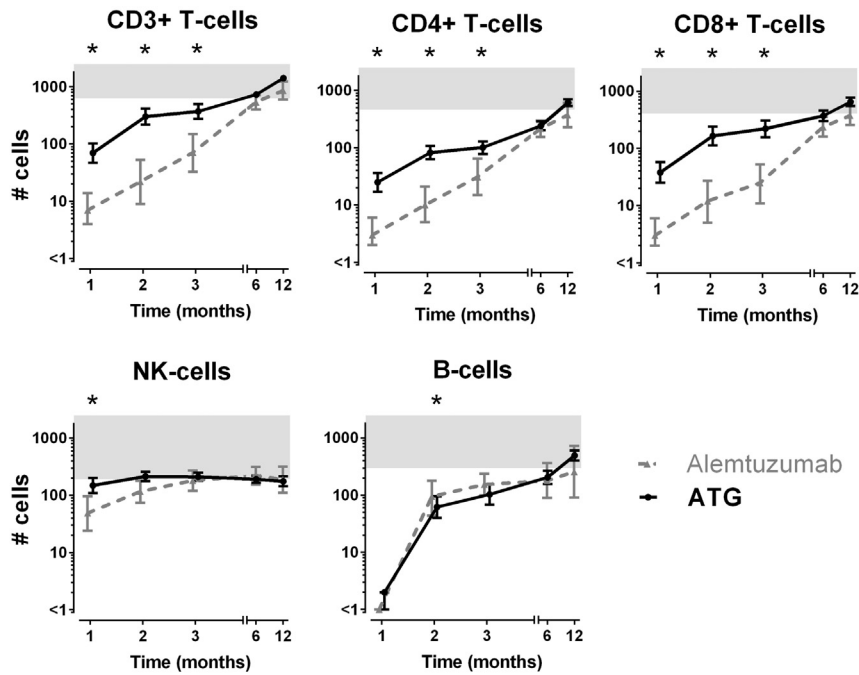 CD3+ T-cells
* * *
# cells
1000
100
10
<1
1 2 3 6 12
Time (months)
CD4+ T-cells
* * *
1000
100
10
<1
1 2 3 6 12
Time (months)
CD8+ T-cells
* * *
1000
100
10
<1
1 2 3 6 12
Time (months)
NK-cells
*
# cells
1000
100
10
<1
1 2 3 6 12
Time (months)
B-cells
*
1000
100
10
<1
1 2 3 6 12
Time (months)
Alemtuzumab
ATG